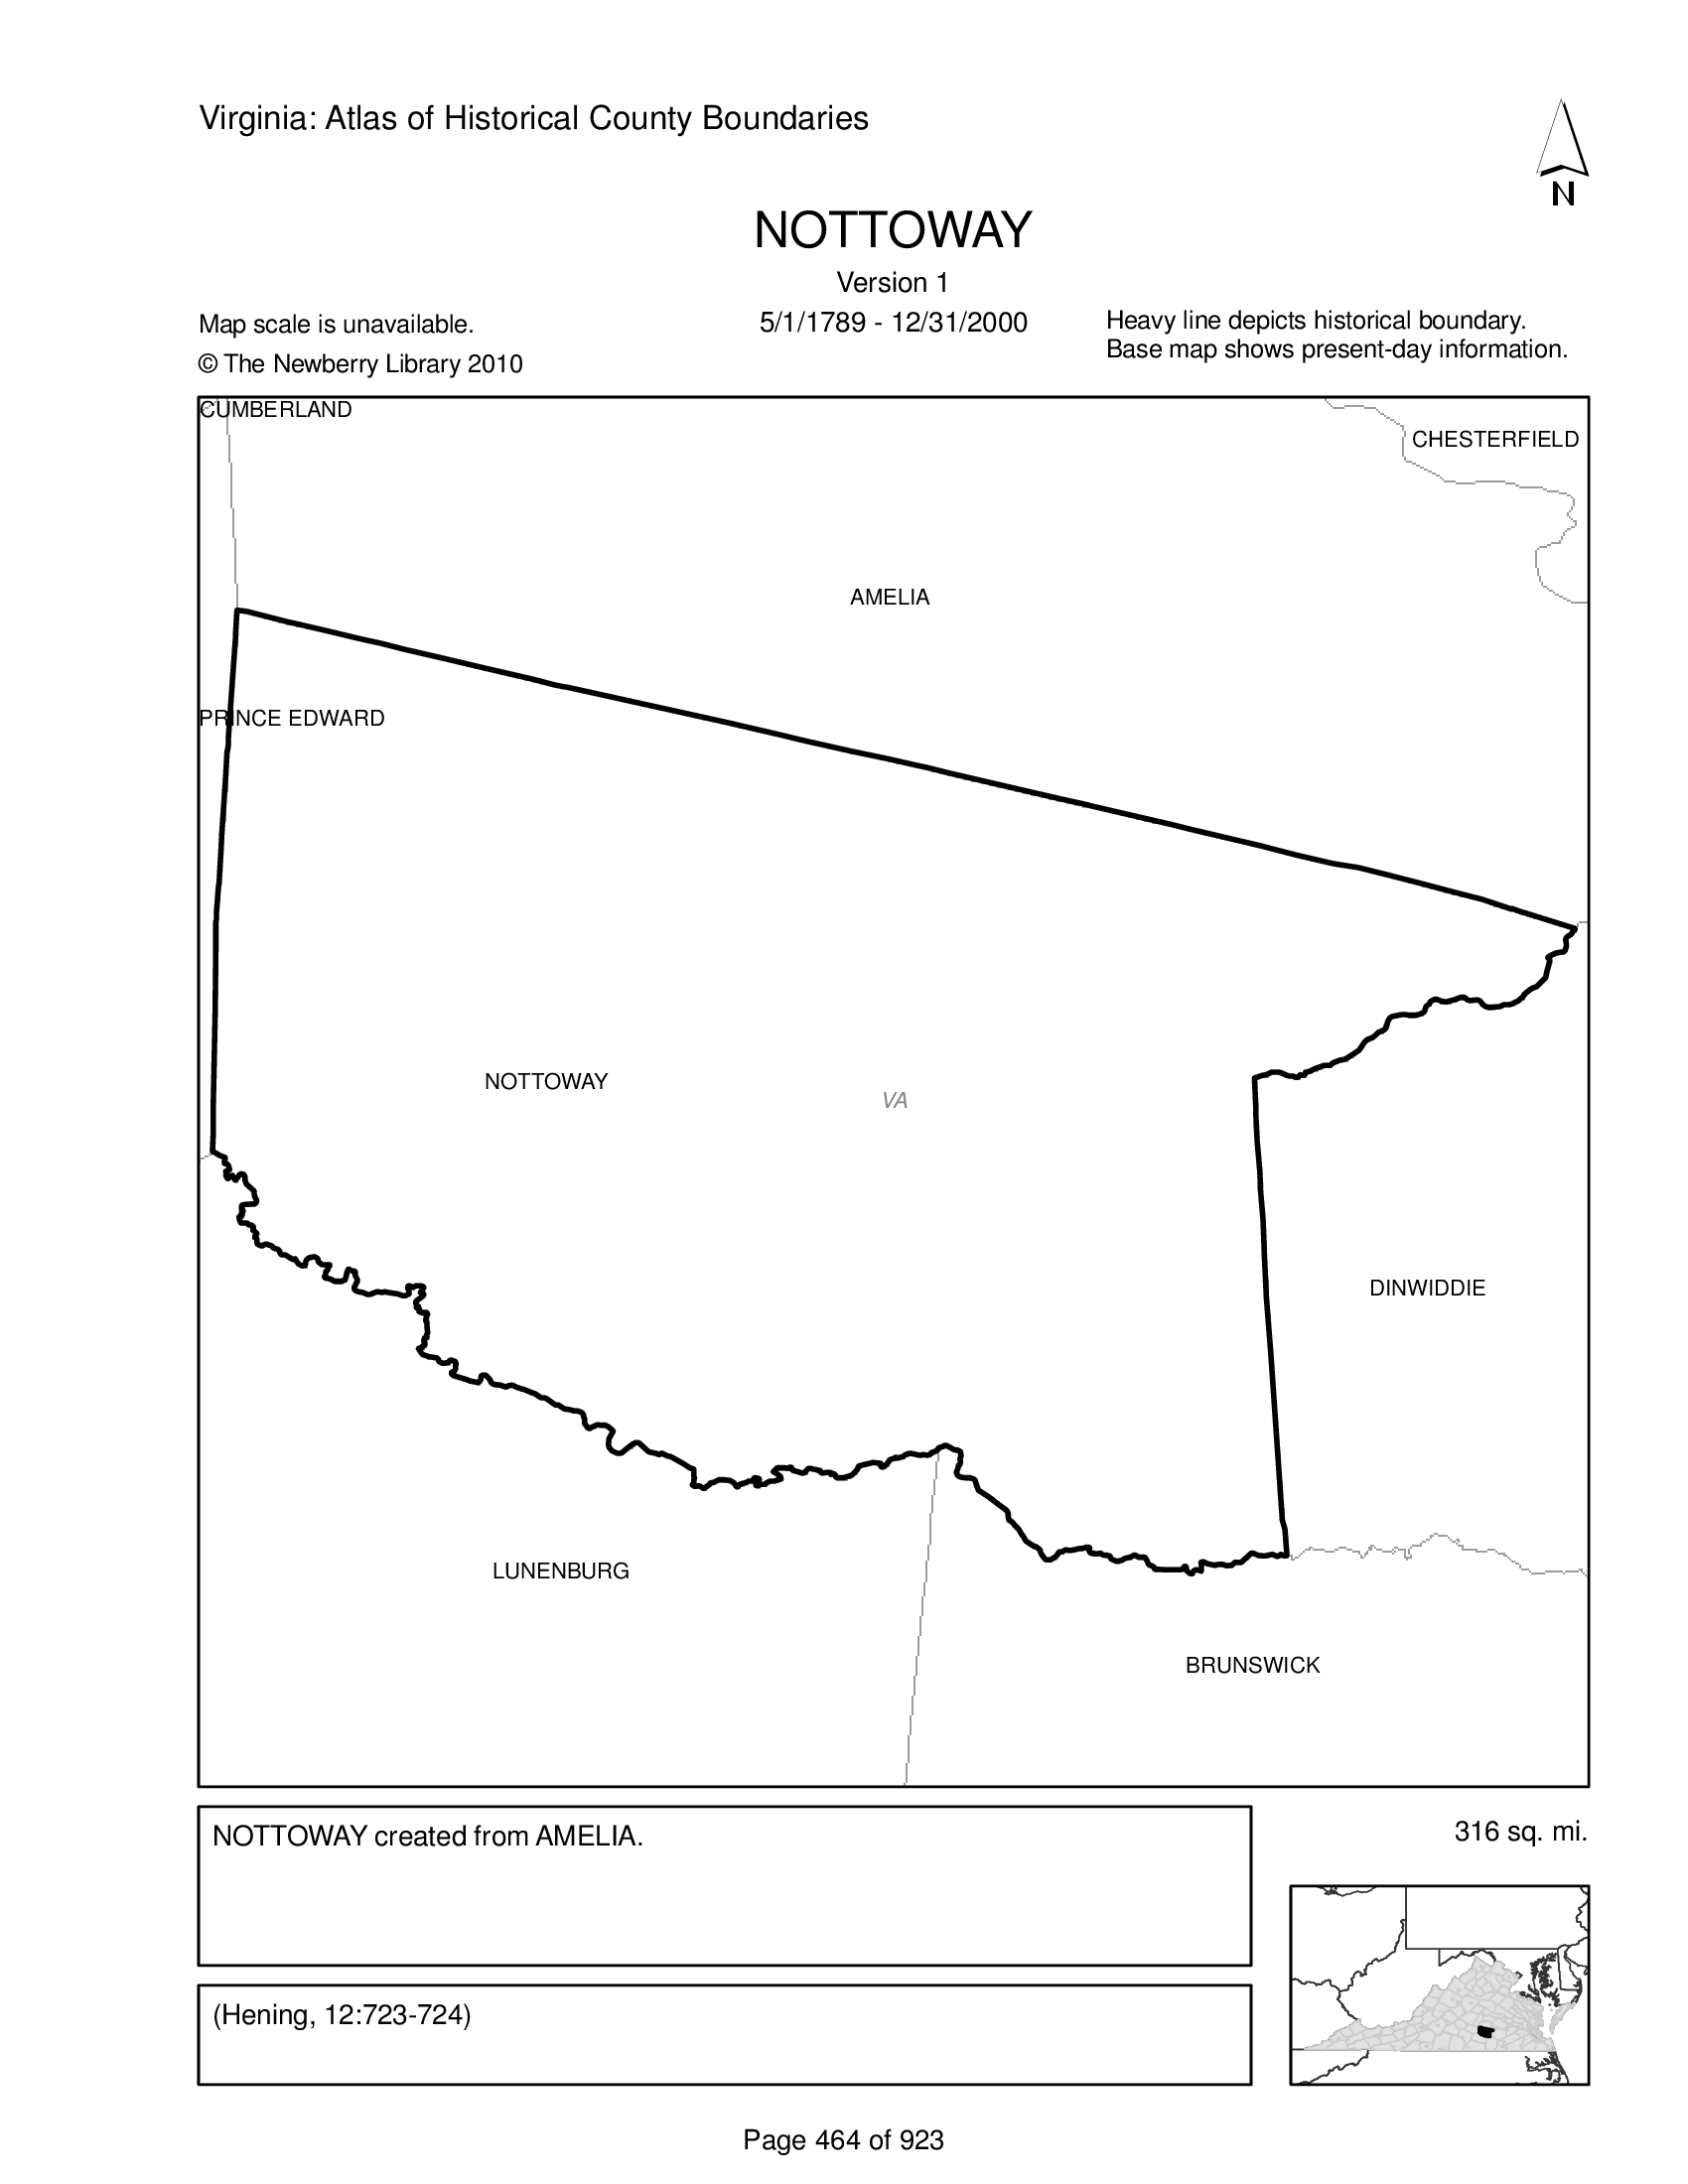 Virginia: Atlas of Historical County Boundaries
N
NOTTOWAY
Version 1
5/1/1789 - 12/31/2000
Map scale is unavailable.
© The Newberry Library 2010
Heavy line depicts historical boundary.
Base map shows present-day information.
CUMBERLAND
CHESTERFIELD
AMELIA
PRINCE EDWARD
NOTTOWAY
VA
DINWIDDIE
LUNENBURG
BRUNSWICK
NOTTOWAY created from AMELIA.
316 sq. mi.
(Hening, 12:723-724)
Page 464 of 923